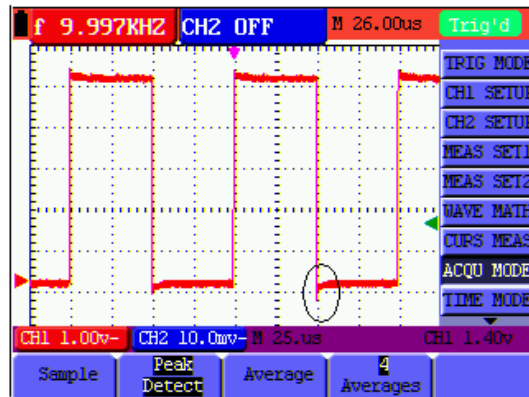 f 9.997KHZ CH2 OFF M 26.00us Trig'd
TRIG MODE
CH1 SETUP
CH2 SETUP
MEAS SET1
MEAS SET2
WAVE MATH
CURS MEAS
ACQU MODE
TIME MODE
CH1 1.00v- CH2 10.0mv- M 25.us CH1 1.40v
Sample Peak Detect Average 4 Averages